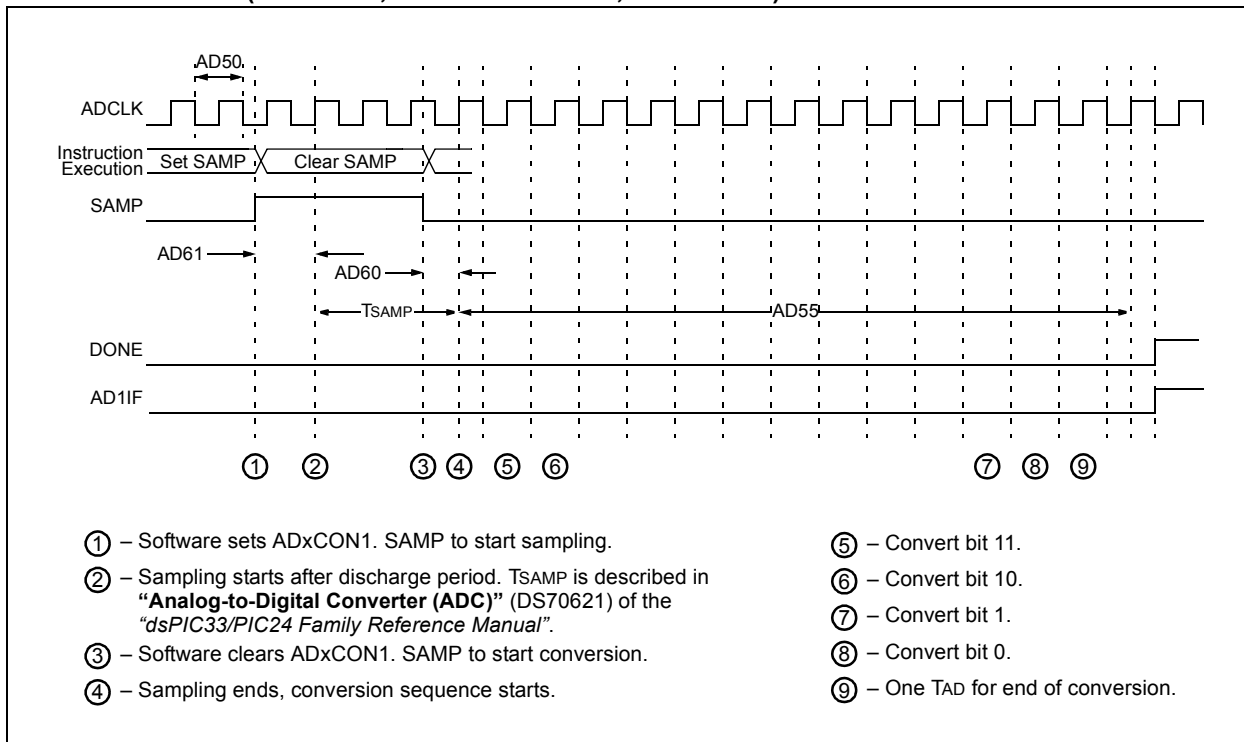 AD50
ADCLK
Instruction
Execution
Set SAMP
Clear SAMP
SAMP
AD61
AD60
TSAMP
AD55
DONE
AD1IF
1 2 3 4 5 6 7 8 9
1 – Software sets ADxCON1. SAMP to start sampling.
2 – Sampling starts after discharge period. TSAMP is described in
“Analog-to-Digital Converter (ADC)” (DS70621) of the
“dsPIC33/PIC24 Family Reference Manual”.
3 – Software clears ADxCON1. SAMP to start conversion.
4 – Sampling ends, conversion sequence starts.
5 – Convert bit 11.
6 – Convert bit 10.
7 – Convert bit 1.
8 – Convert bit 0.
9 – One TAD for end of conversion.